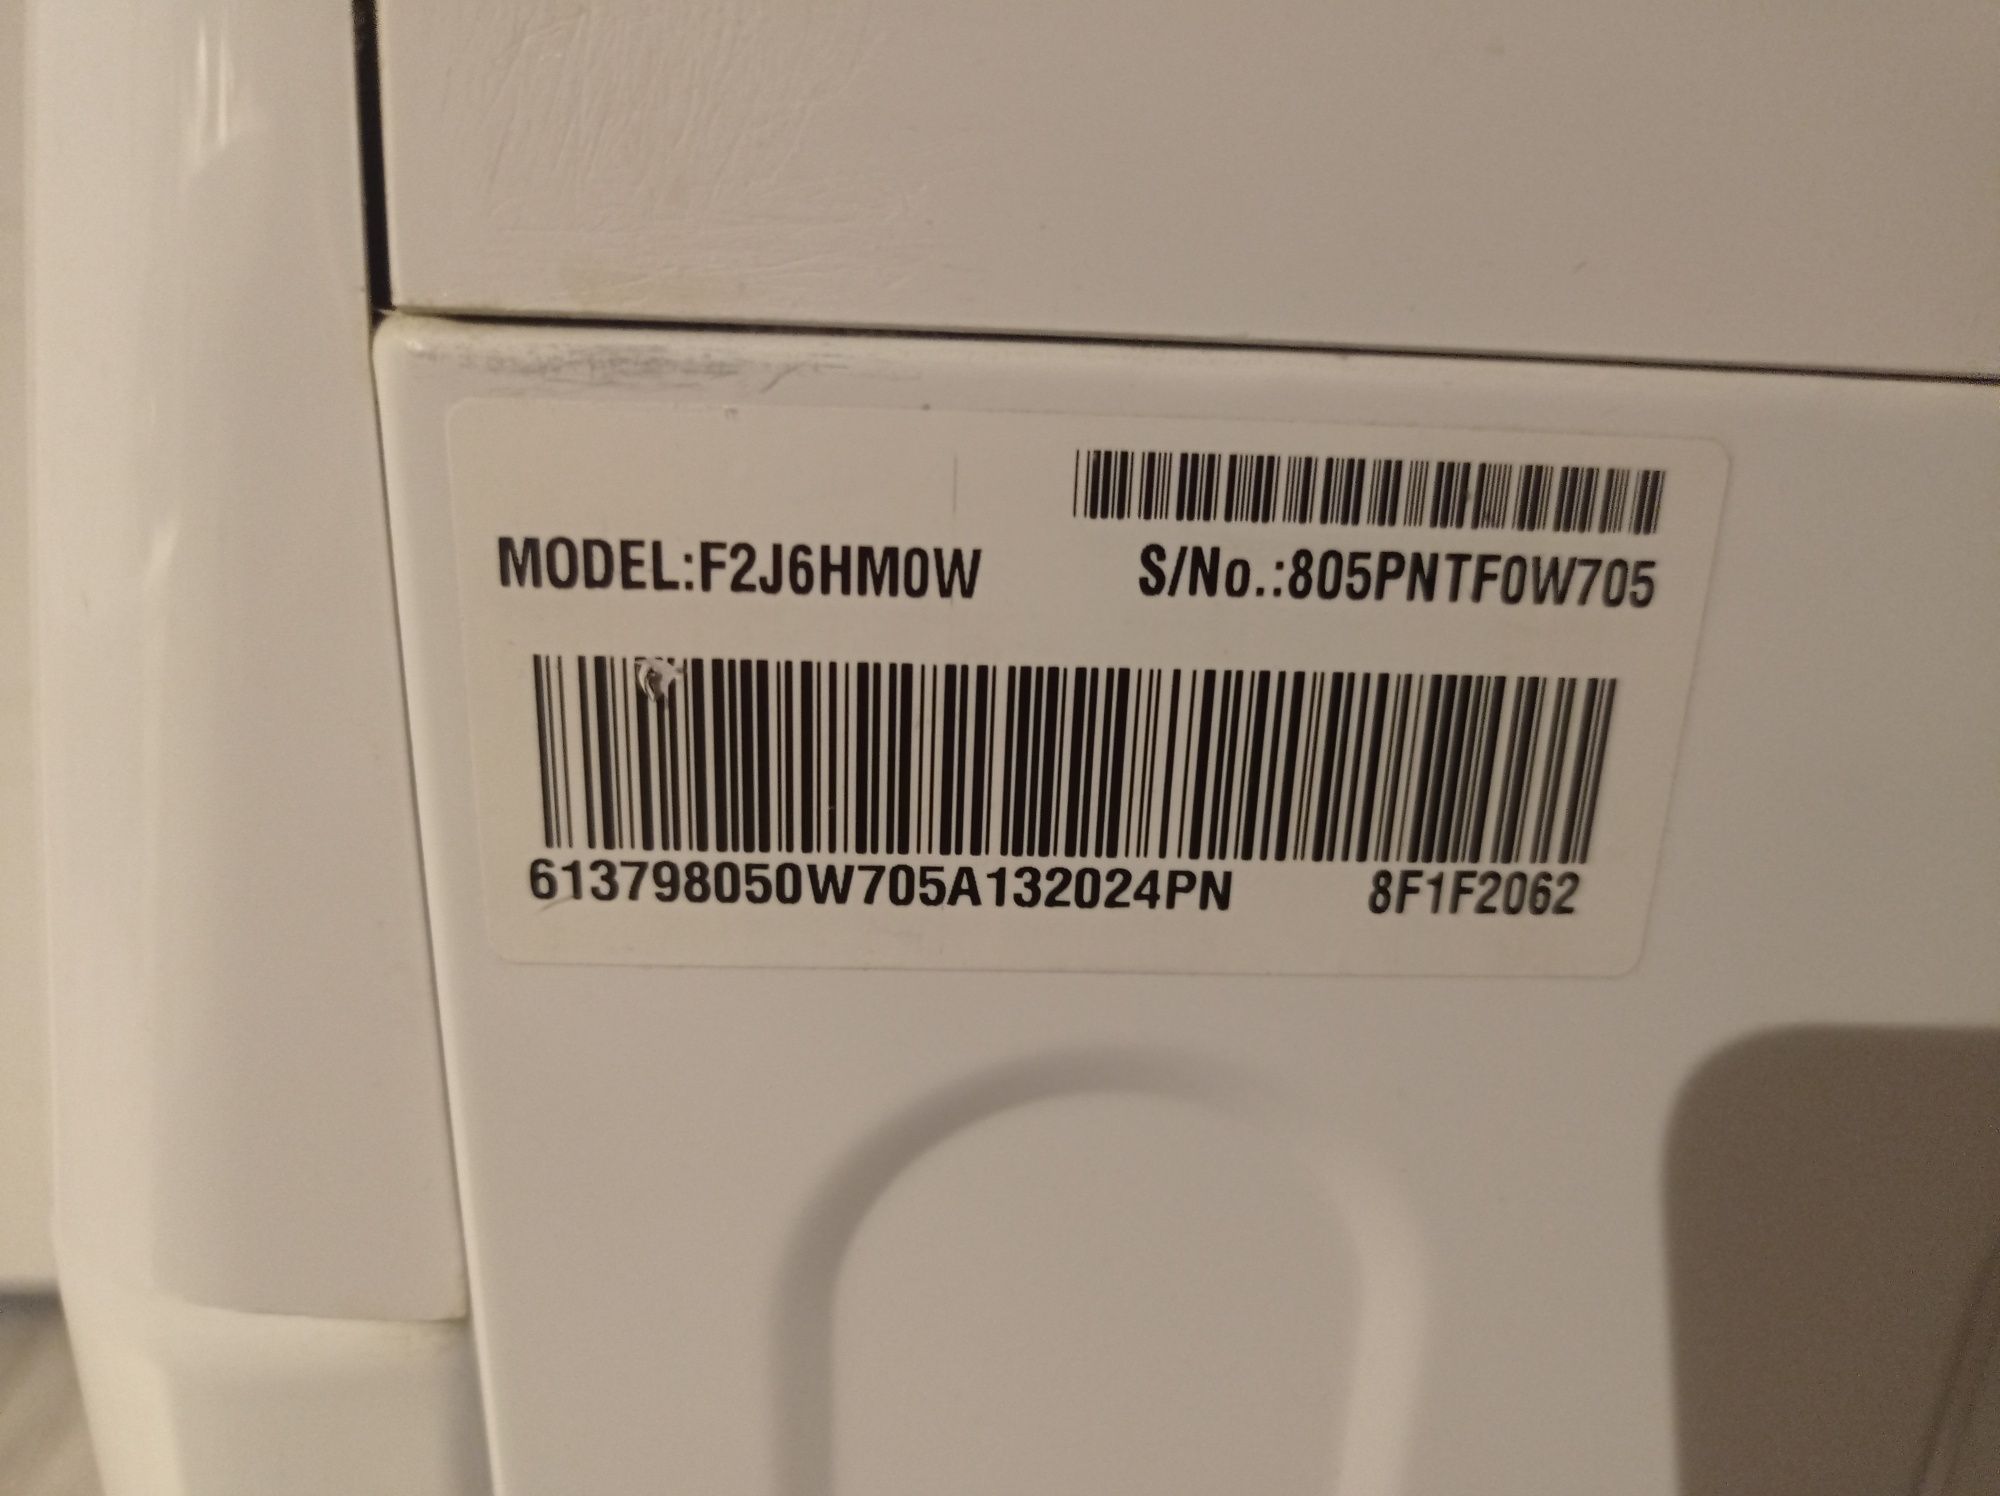 MODEL:F2J6HM0W
S/No.:805PNTF0W705
613798050W705A132024PN
8F1F2062